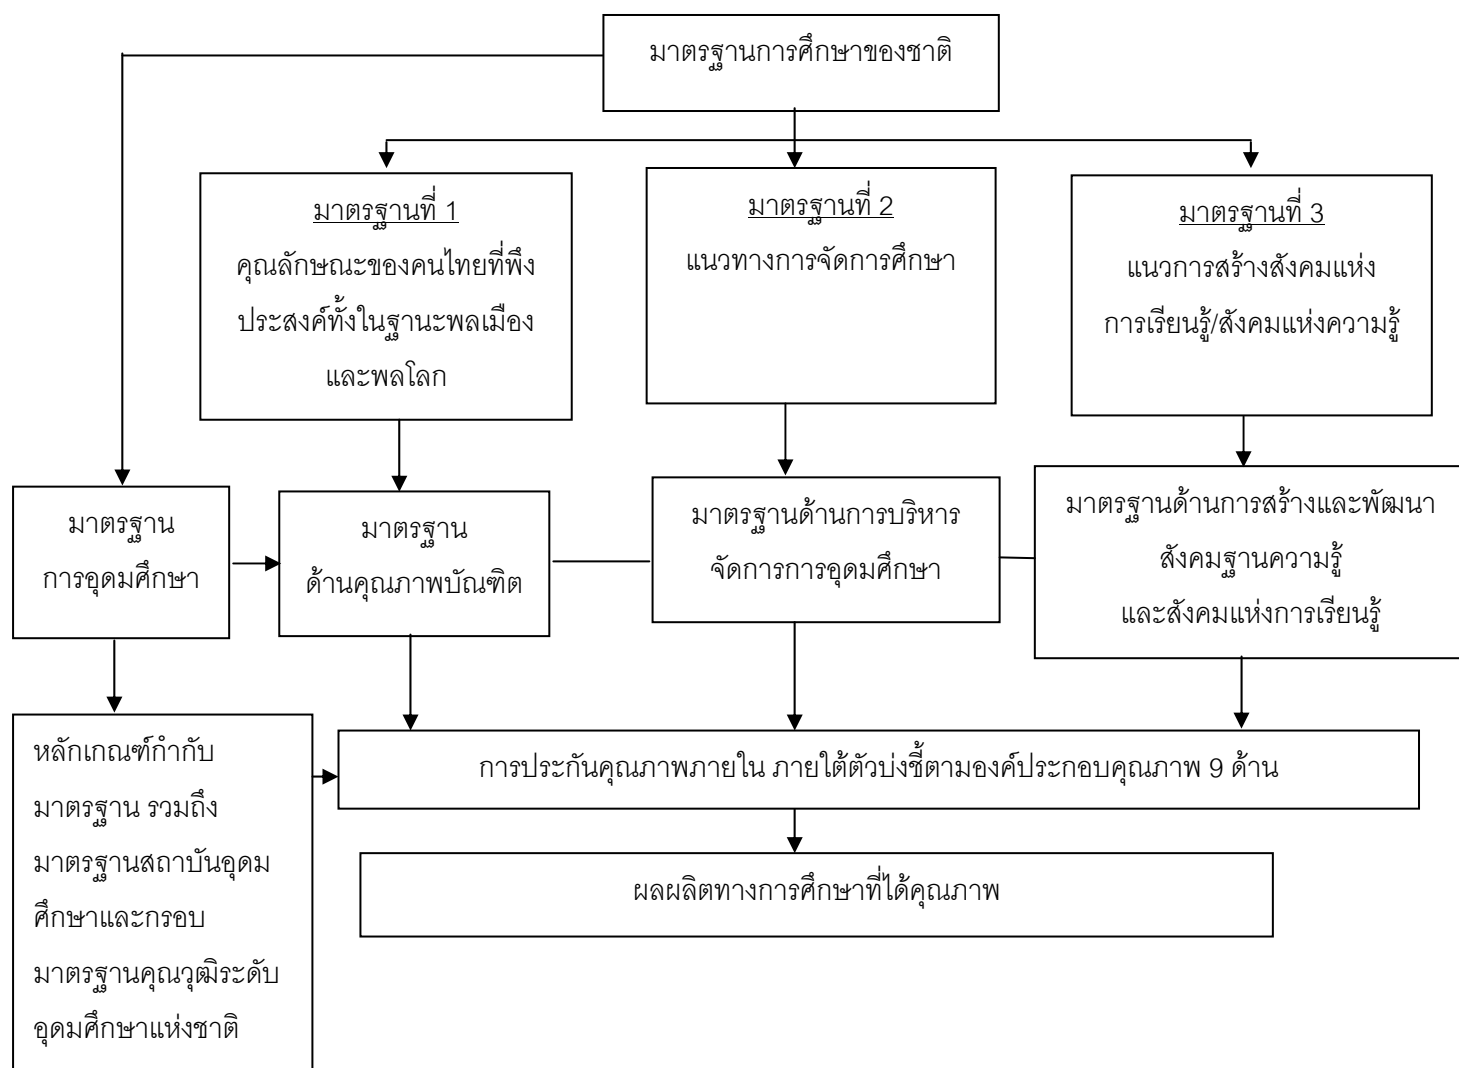 มาตรฐานการศึกษาของชาติ
มาตรฐานที่ 1
คุณลักษณะของคนไทยที่พึง
ประสงค์ทั้งในฐานะพลเมือง
และพลโลก
มาตรฐานที่ 2
แนวทางการจัดการศึกษา
มาตรฐานที่ 3
แนวการสร้างสังคมแห่ง
การเรียนรู้/สังคมแห่งความรู้
มาตรฐาน
การอุดมศึกษา
มาตรฐาน
ด้านคุณภาพบัณฑิต
มาตรฐานด้านการบริหาร
จัดการการอุดมศึกษา
มาตรฐานด้านการสร้างและพัฒนา
สังคมฐานความรู้
และสังคมแห่งการเรียนรู้
หลักเกณฑ์กำกับ
มาตรฐาน รวมถึง
มาตรฐานสถาบันอุดม
ศึกษาและกรอบ
มาตรฐานคุณวุฒิระดับ
อุดมศึกษาแห่งชาติ
การประกันคุณภาพภายใน ภายใต้ตัวบ่งชี้ตามองค์ประกอบคุณภาพ 9 ด้าน
ผลผลิตทางการศึกษาที่ได้คุณภาพ